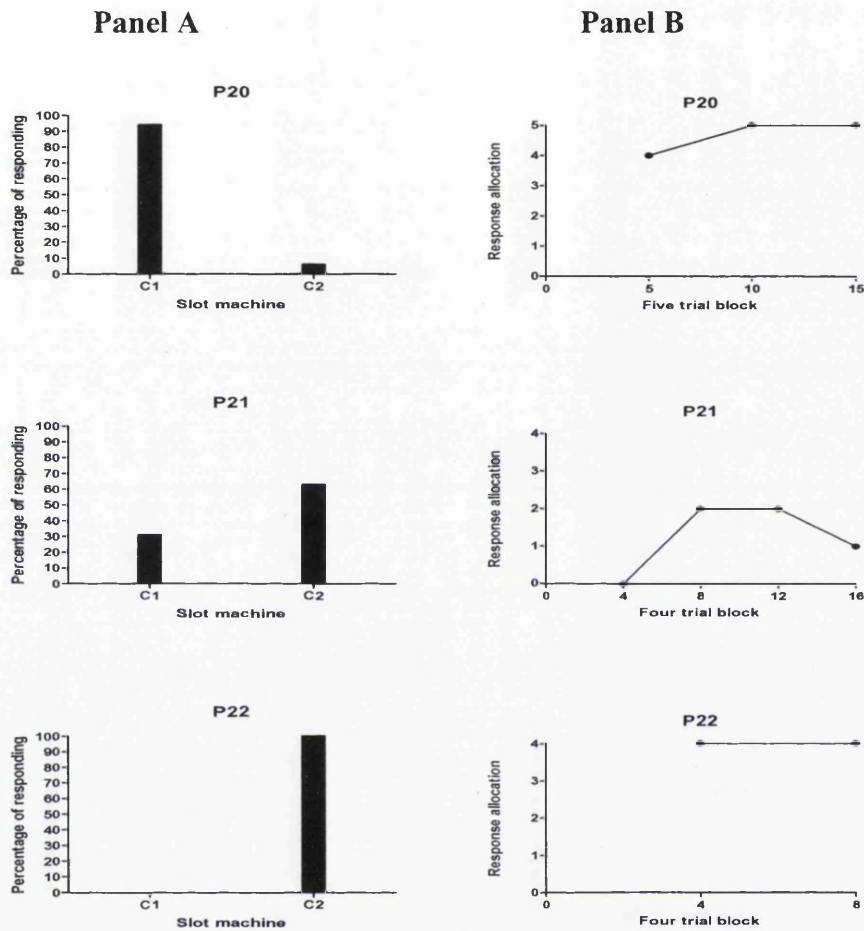 Panel A
Panel B
P20
100
90
80
70
60
50
40
30
20
10
0
Percentage of responding
C1
C2
Slot machine
P20
5
4
3
2
1
0
Response allocation
0
5
10
15
Five trial block
P21
100
90
80
70
60
50
40
30
20
10
0
Percentage of responding
C1
C2
Slot machine
P21
4
3
2
1
0
Response allocation
0
4
8
12
16
Four trial block
P22
100
90
80
70
60
50
40
30
20
10
0
Percentage of responding
C1
C2
Slot machine
P22
4
3
2
1
0
Response allocation
0
4
8
Four trial block